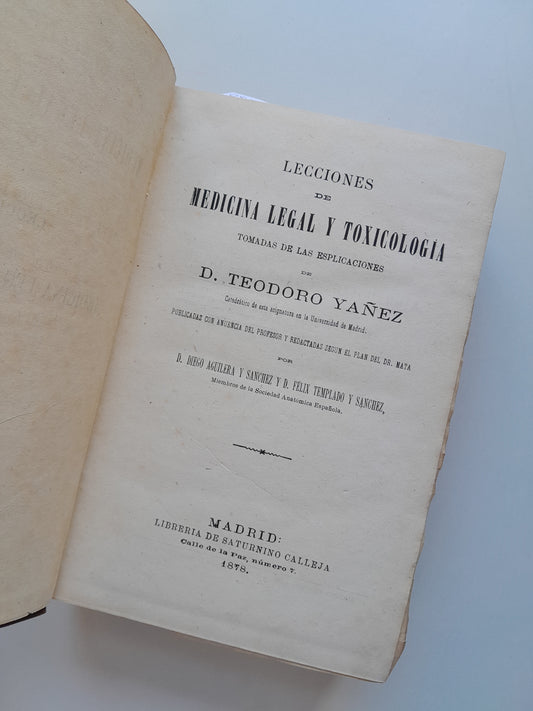 LECCIONES
DE
MEDICINA LEGAL Y TOXICOLOGÍA
TOMADAS DE LAS ESPLICACIONES
DE
D. TEODORO YAÑEZ
Catedrático de esta asignatura en la Universidad de Madrid.
PUBLICADAS CON ANUENCIA DEL PROFESOR Y REDACTADAS SEGUN EL PLAN DEL DR. MATA
POR
D. DIEGO AGUILERA Y SANCHEZ Y D. FELIX TEMPLADO Y SANCHEZ,
Miembros de la Sociedad Anatómica Española.
MADRID:
LIBRERIA DE SATURNINO CALLEJA
Calle de la Paz, número 7.
1878.